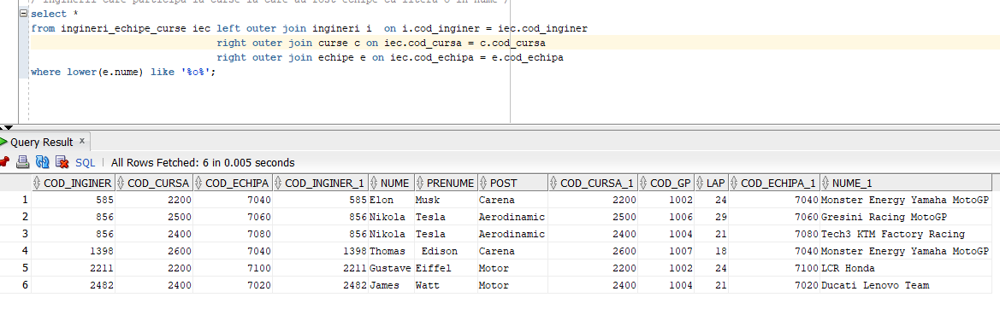 / inginerii care participa la curse la care au fost echipe cu litera o in nume /
select *
from ingineri_echipe_curse iec left outer join ingineri i  on i.cod_inginer = iec.cod_inginer
right outer join curse c on iec.cod_cursa = c.cod_cursa
right outer join echipe e on iec.cod_echipa = e.cod_echipa
where lower(e.nume) like '%o%';
Query Result x
SQL | All Rows Fetched: 6 in 0.005 seconds
COD_INGINER COD_CURSA COD_ECHIPA COD_INGINER_1 NUME PRENUME POST COD_CURSA_1 COD_GP LAP COD_ECHIPA_1 NUME_1
1 585 2200 7040 585 Elon Musk Carena 2200 1002 24 7040 Monster Energy Yamaha MotoGP
2 856 2500 7060 856 Nikola Tesla Aerodinamic 2500 1006 29 7060 Gresini Racing MotoGP
3 856 2400 7080 856 Nikola Tesla Aerodinamic 2400 1004 21 7080 Tech3 KTM Factory Racing
4 1398 2600 7040 1398 Thomas Edison Carena 2600 1007 18 7040 Monster Energy Yamaha MotoGP
5 2211 2200 7100 2211 Gustave Eiffel Motor 2200 1002 24 7100 LCR Honda
6 2482 2400 7020 2482 James Watt Motor 2400 1004 21 7020 Ducati Lenovo Team